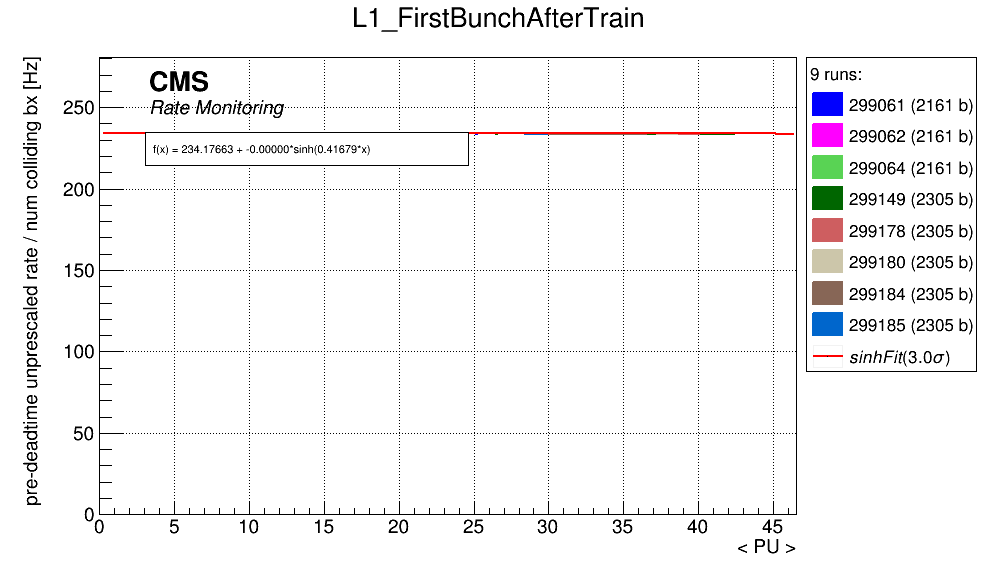 L1_FirstBunchAfterTrain
pre-deadtime unprescaled rate / num colliding bx [Hz]
CMS
Rate Monitoring
f(x) = 234.17663 + -0.00000*sinh(0.41679*x)
250
200
150
100
50
0
0 5 10 15 20 25 30 35 40 45
< PU >
9 runs:
299061 (2161 b)
299062 (2161 b)
299064 (2161 b)
299149 (2305 b)
299178 (2305 b)
299180 (2305 b)
299184 (2305 b)
299185 (2305 b)
sinhFit(3.0σ)